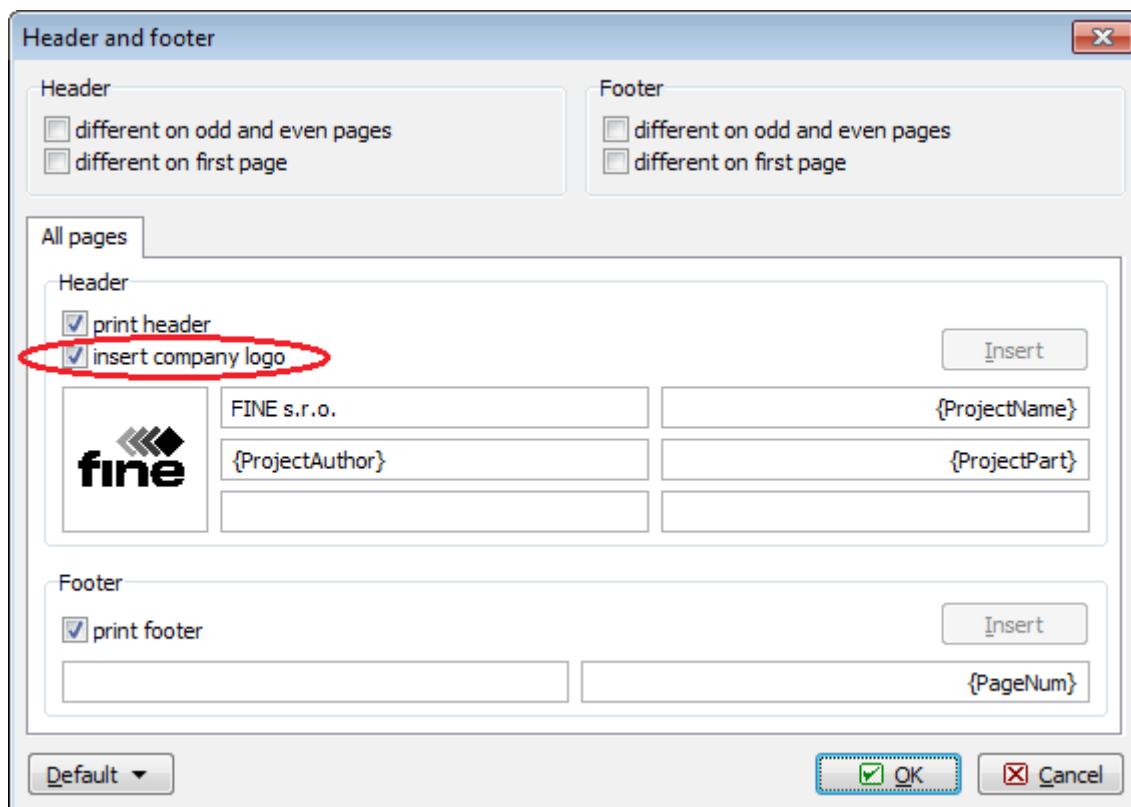 Header and footer
Header
different on odd and even pages
different on first page
Footer
different on odd and even pages
different on first page
All pages
Header
print header
insert company logo
Insert
fine
FINE s.r.o.
{ProjectName}
{ProjectAuthor}
{ProjectPart}
Footer
print footer
Insert
{PageNum}
Default
OK
Cancel